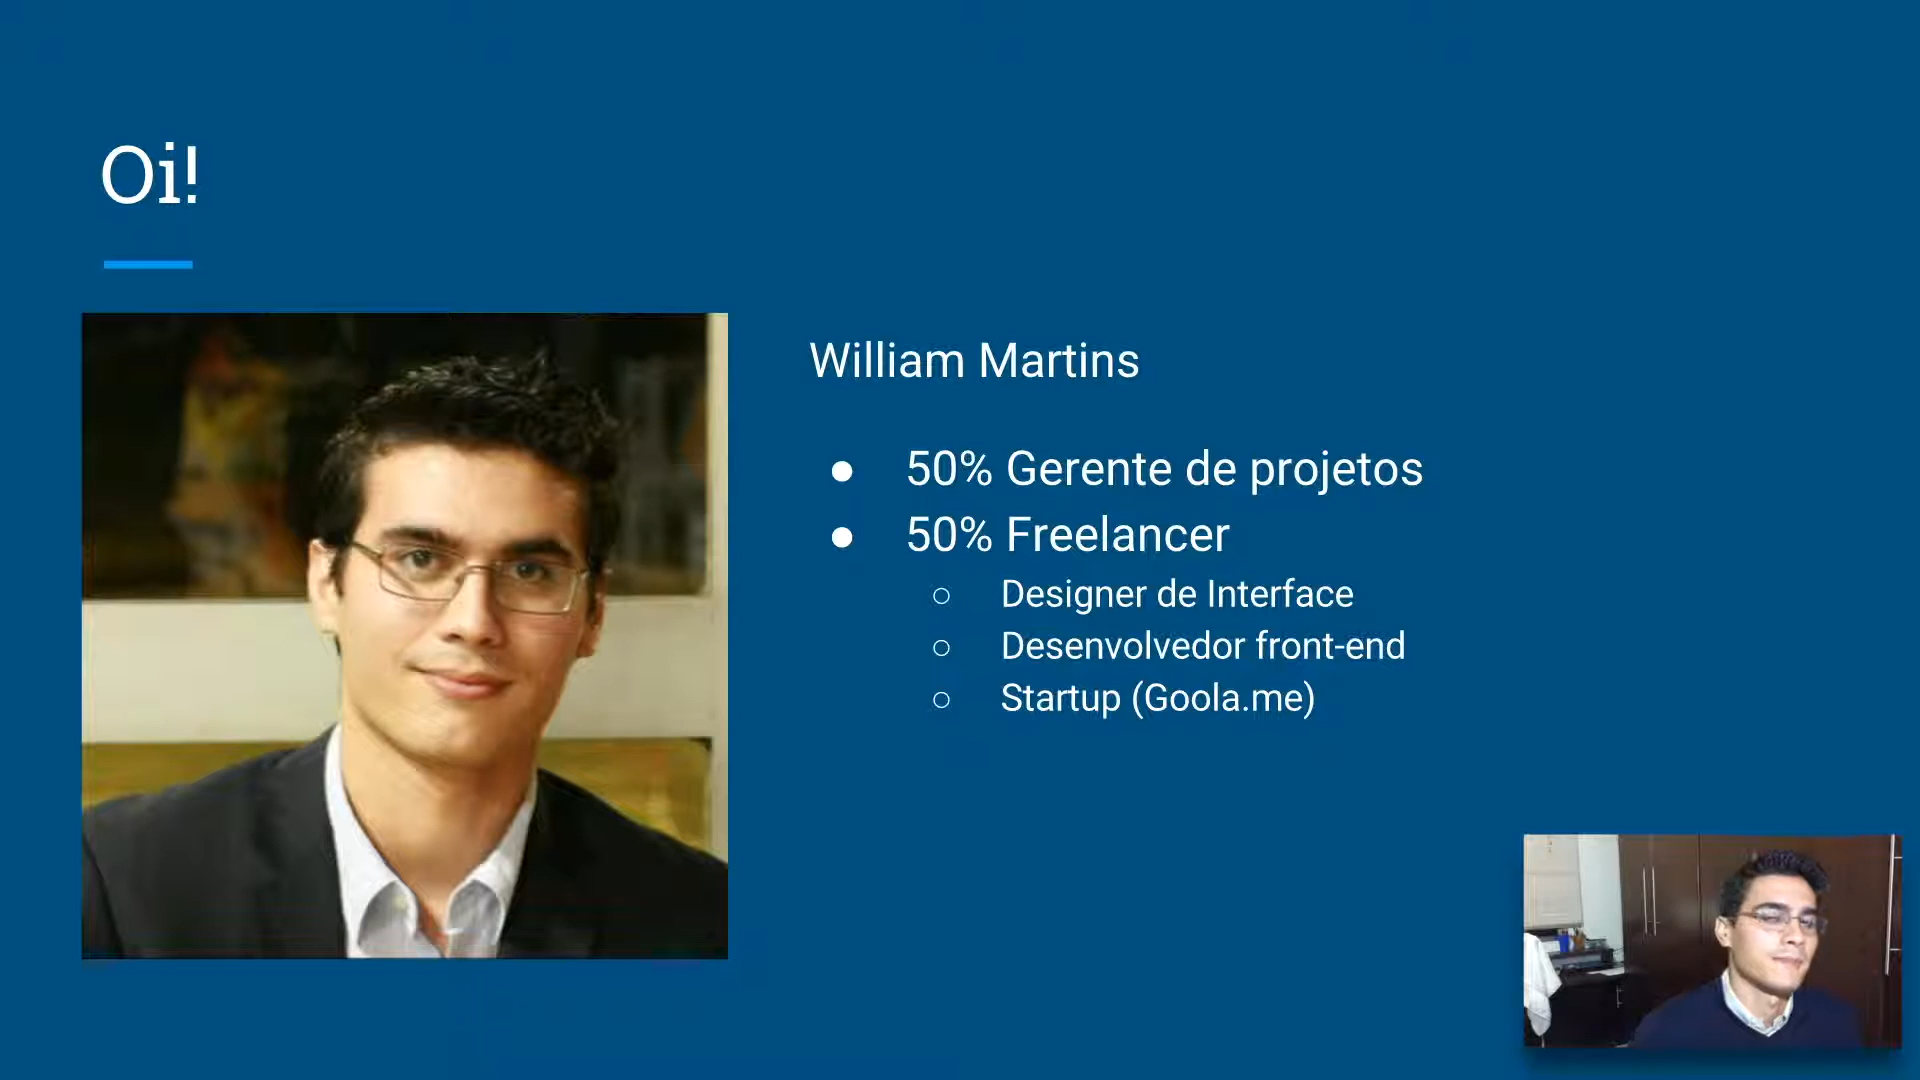 Oi!
William Martins
● 50% Gerente de projetos
● 50% Freelancer
○ Designer de Interface
○ Desenvolvedor front-end
○ Startup (Goola.me)